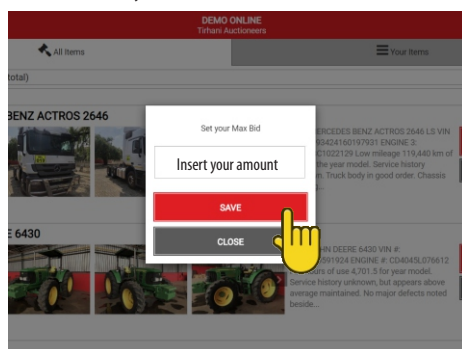 DEMO ONLINE
Tirhani Auctioneers
All Items
Your Items
total)
BENZ ACTROS 2646
Set your Max Bid
Insert your amount
SAVE
CLOSE
ERCEDES BENZ ACTROS 2646 LS VIN
93424160197931 ENGINE 3:
C1022129 Low mileage 119,440 km of
the year model. Service history
n. Truck body in good order. Chassis
E 6430
HN DEERE 6430 VIN #:
591924 ENGINE #: CD4045L076612
urs of use 4,701.5 for year model.
Service history unknown, but appears above
average maintained. No major defects noted
beside...